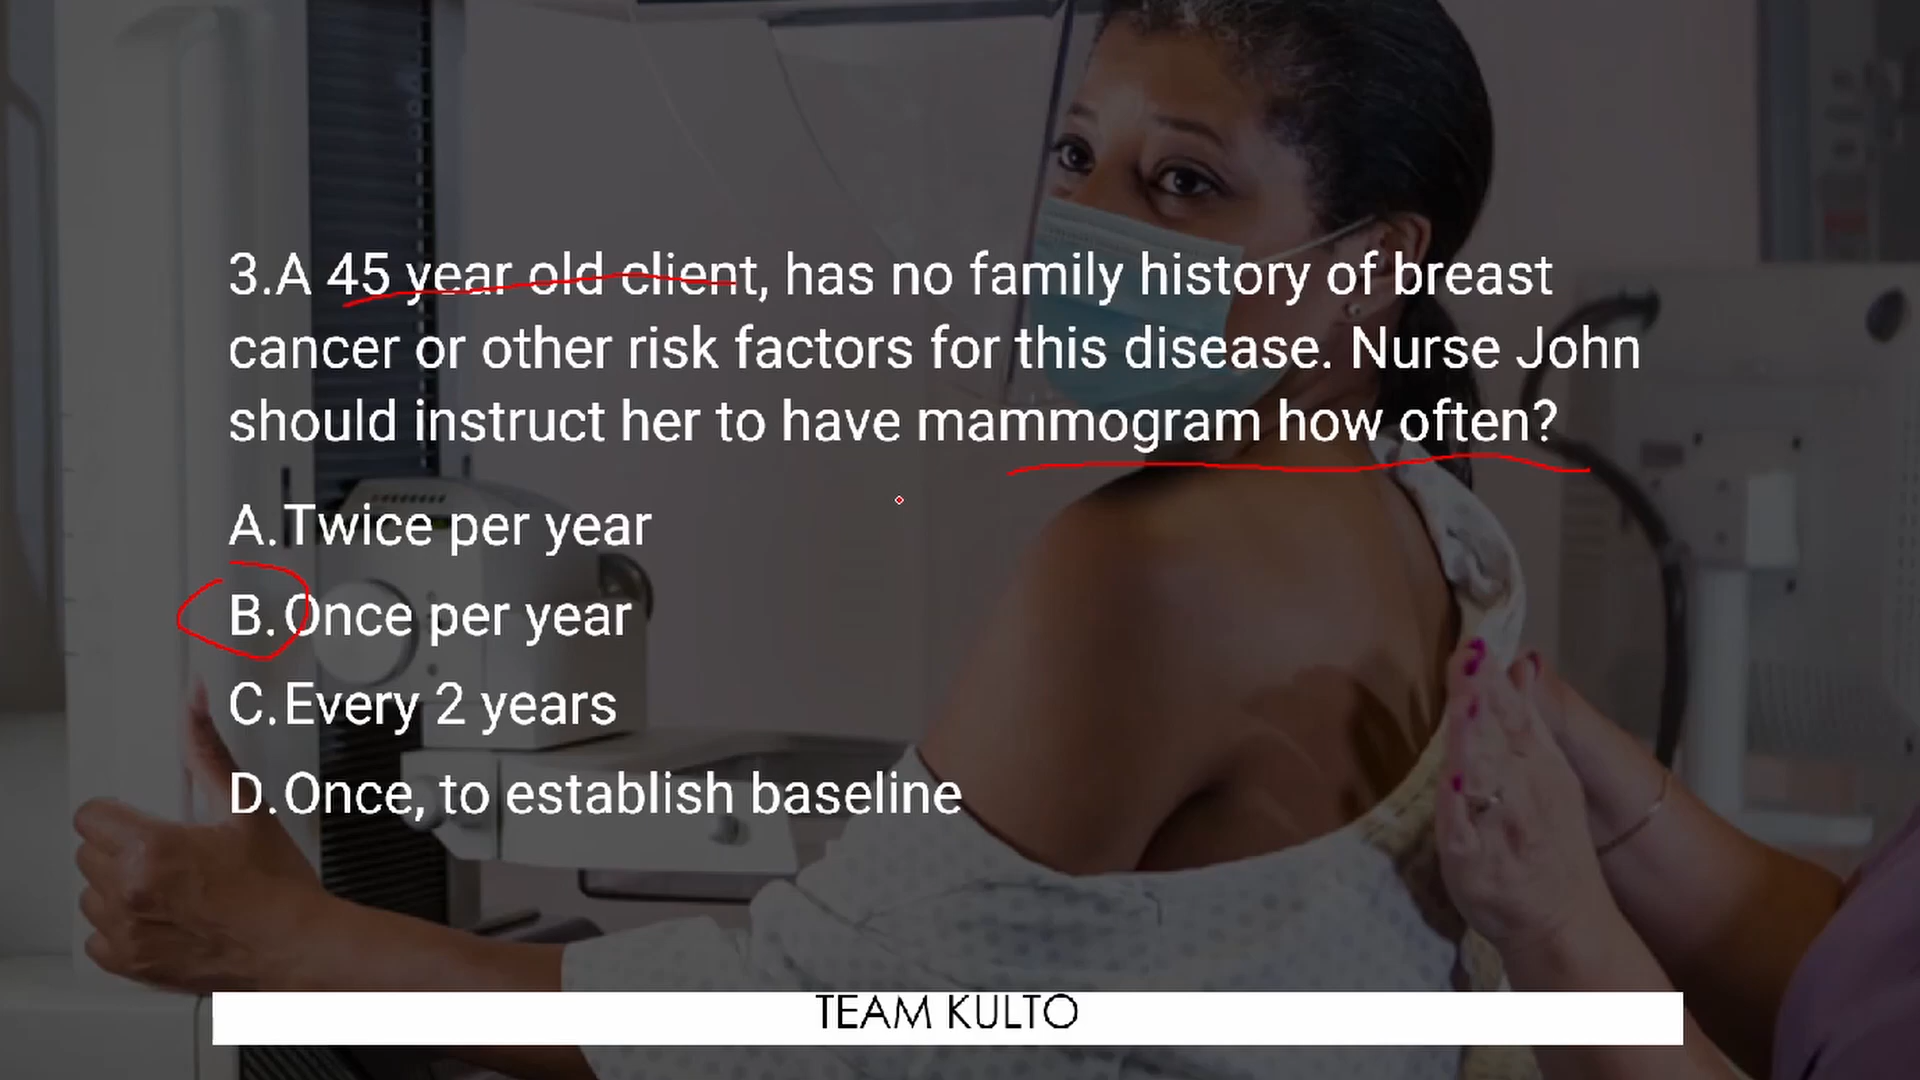 3.A 45 year old client, has no family history of breast
cancer or other risk factors for this disease. Nurse John
should instruct her to have mammogram how often?
A.Twice per year
B.Once per year
C.Every 2 years
D.Once, to establish baseline
TEAM KULTO